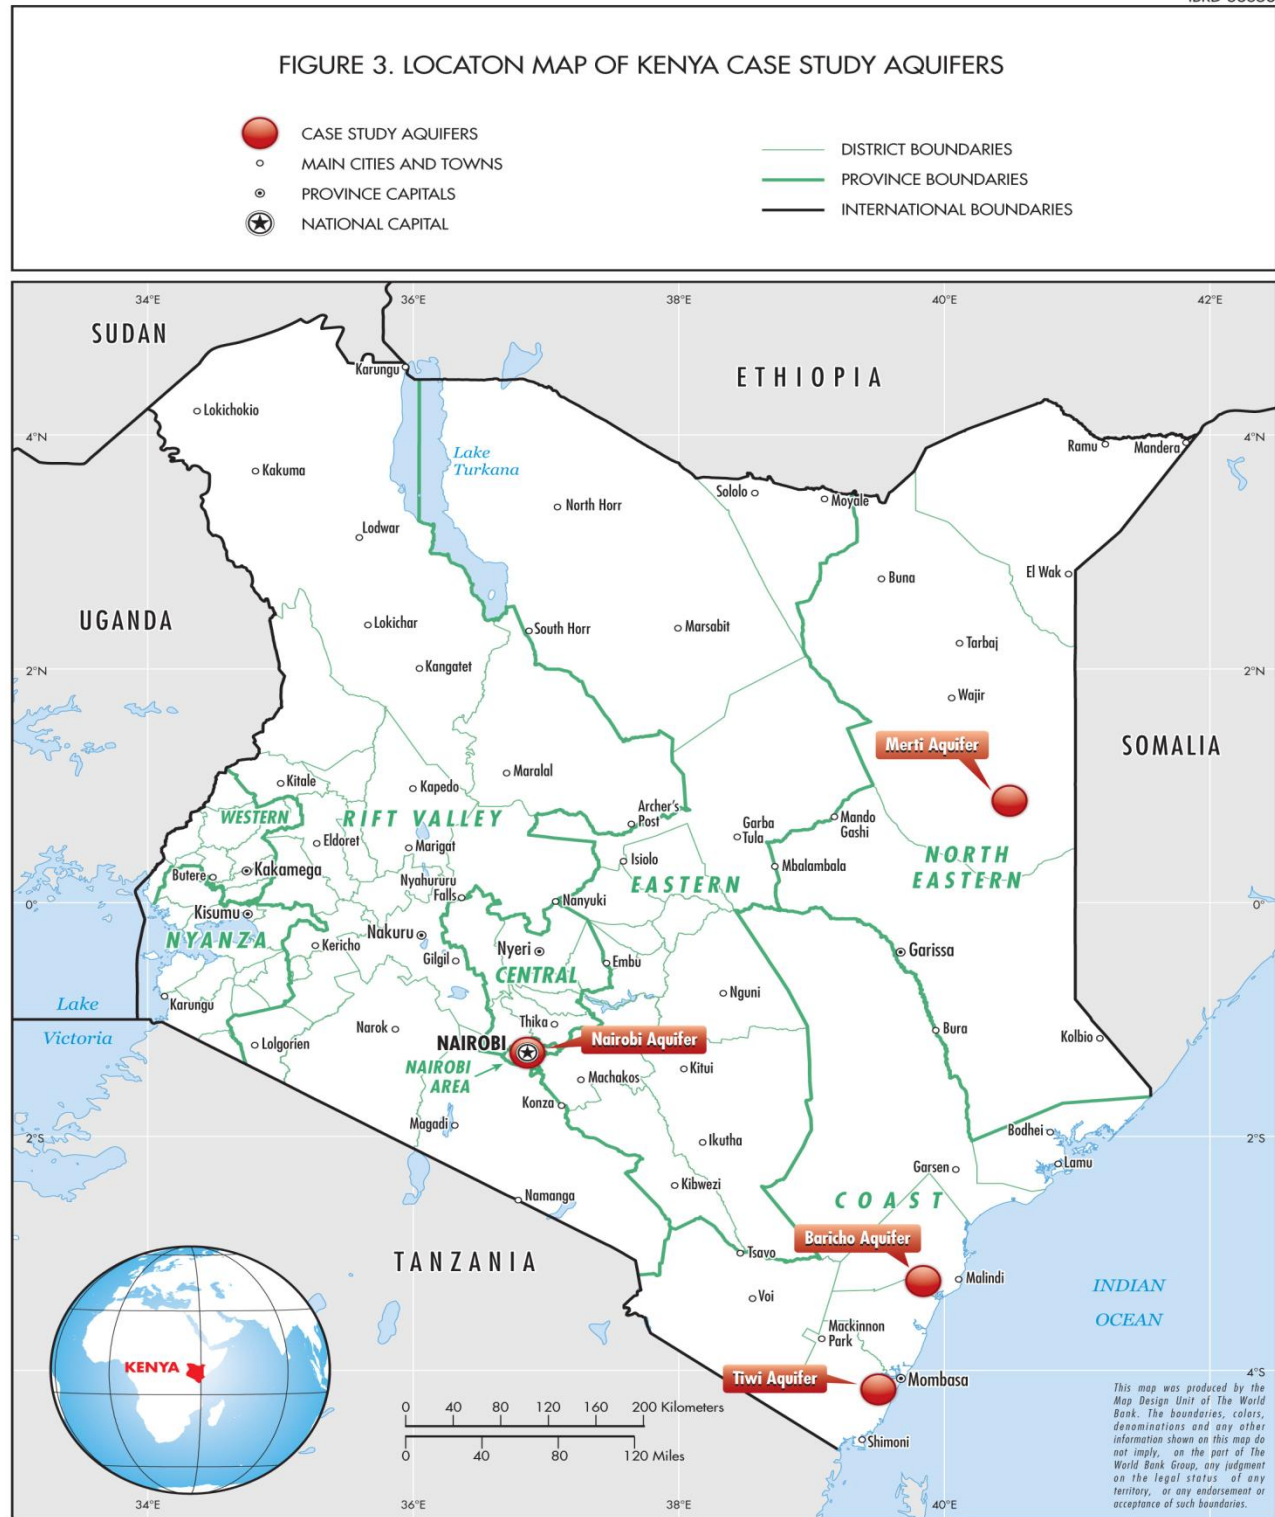 FIGURE 3. LOCATON MAP OF KENYA CASE STUDY AQUIFERS
CASE STUDY AQUIFERS
MAIN CITIES AND TOWNS
PROVINCE CAPITALS
NATIONAL CAPITAL
DISTRICT BOUNDARIES
PROVINCE BOUNDARIES
INTERNATIONAL BOUNDARIES
34°E
36°E
38°E
40°E
42°E
SUDAN
Karungu
ETHIOPIA
Lokichokio
4°N
4°N
Ramu
Mandera
Lake
Turkana
Kakuma
Sololo
Moyale
North Horr
Lodwar
El Wak
Buna
UGANDA
Lokichar
South Horr
Marsabit
Tarbaj
2°N
Kangatet
2°N
Wajir
Merti Aquifer
SOMALIA
Kitale
Kapedo
Maralal
WESTERN
RIFT VALLEY
Archer's
Post
Mando
Gashi
Garba
Tula
Eldoret
Marigat
NORTH
EASTERN
Isiolo
Mbalambala
Butere
Kakamega
Nyahururu
Falls
EASTERN
0°
Nanyuki
0°
Kisumu
NYANZA
Kericho
Nakuru
Nyeri
Garissa
Gilgil
CENTRAL
Embu
Lake
Victoria
Karungu
Nguni
Thika
Narok
Bura
Kolbio
Lolgorien
NAIROBI
Nairobi Aquifer
NAIROBI
AREA
Kitui
Machakos
Konza
Magadi
2°S
Ikutha
Bodhei
2°S
Lamu
Garsen
Kibwezi
Namanga
COAST
Baricho Aquifer
TANZANIA
Tsavo
Malindi
Voi
INDIAN
OCEAN
Mackinnon
Park
KENYA
Tiwi Aquifer
4°S
Mombasa
Shimoni
0 40 80 120 160 200 Kilometers
0 40 80 120 Miles
This map was produced by the
Map Design Unit of The World
Bank. The boundaries, colors,
denominations and any other
information shown on this map do
not imply, on the part of The
World Bank Group, any judgment
on the legal status of any
territory, or any endorsement or
acceptance of such boundaries.
34°E
36°E
38°E
40°E